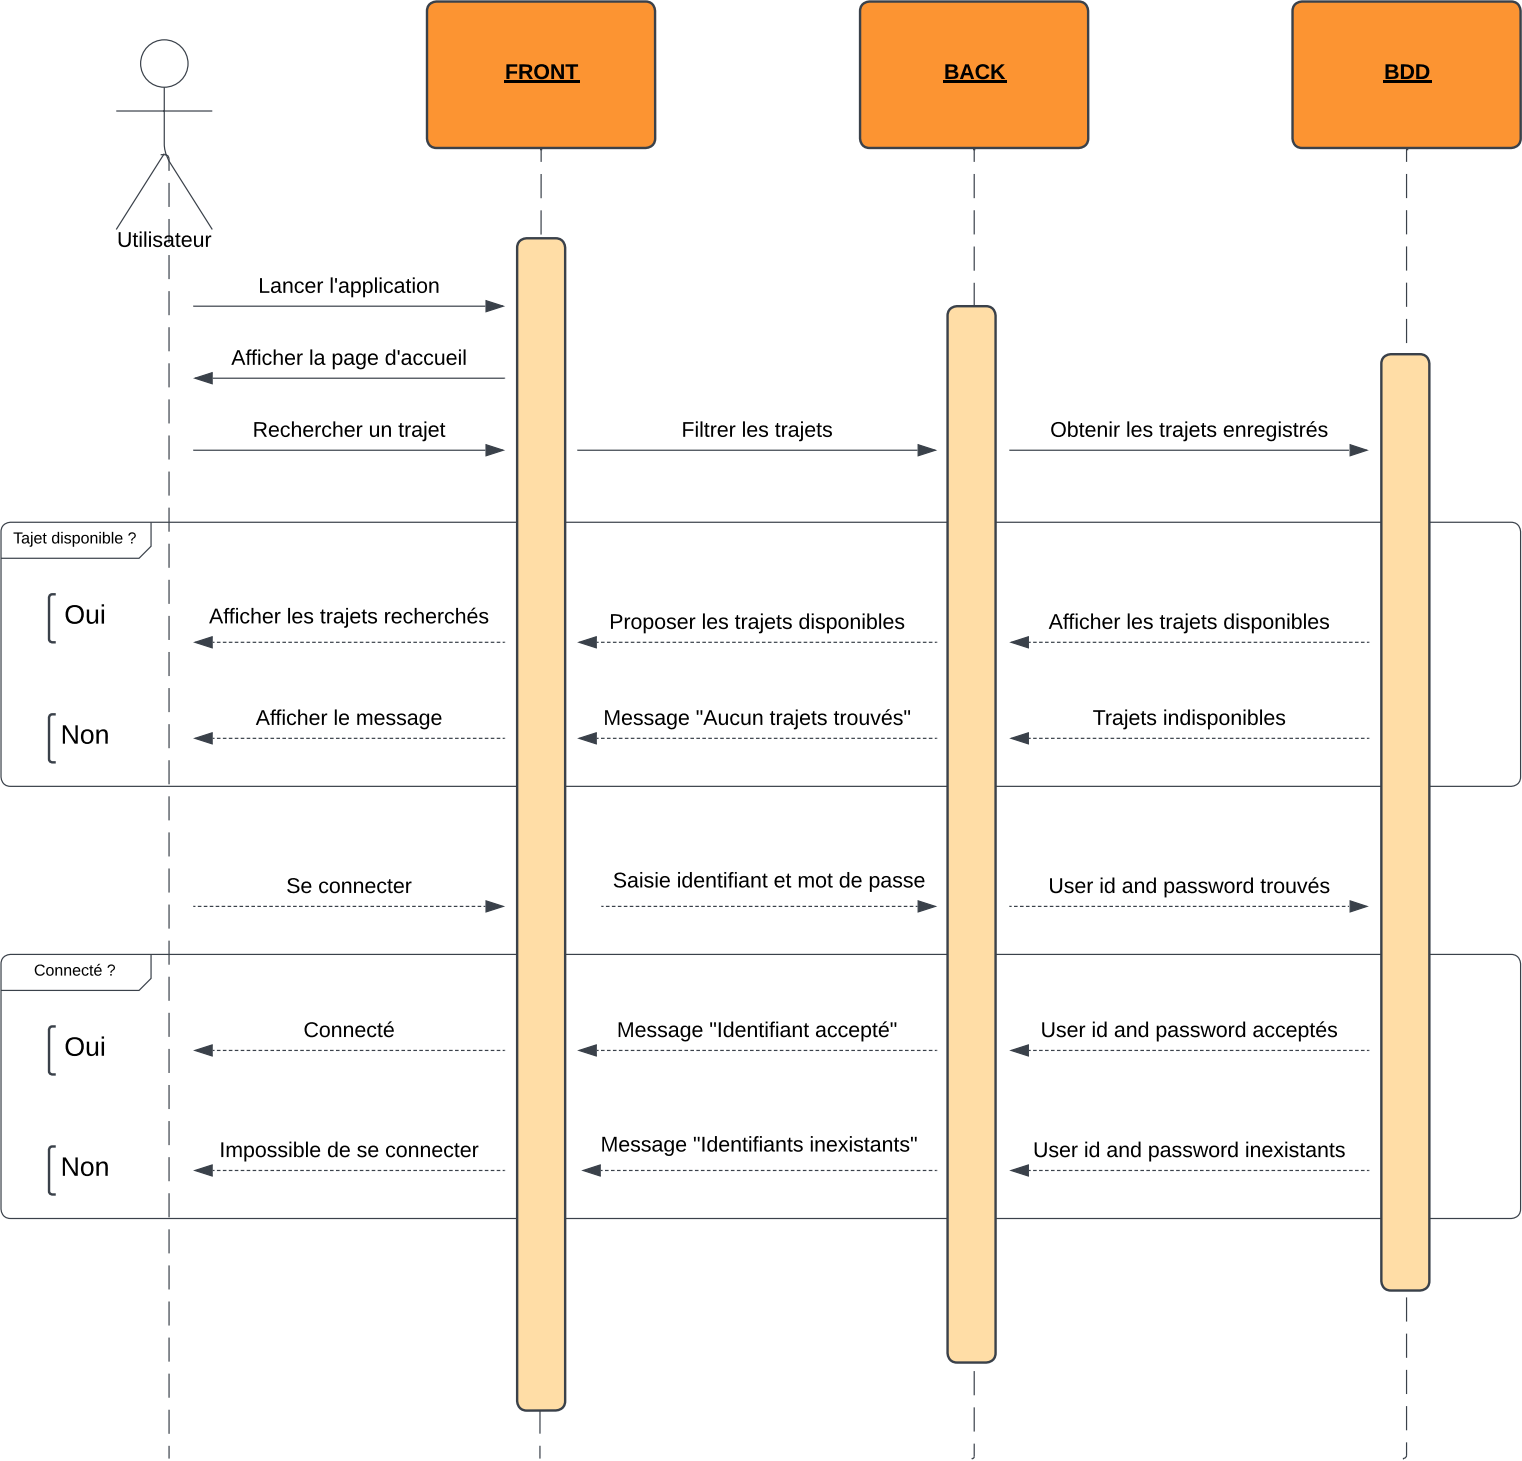 FRONT
BACK
BDD
Utilisateur
Lancer l'application
Afficher la page d'accueil
Rechercher un trajet
Filtrer les trajets
Obtenir les trajets enregistrés
Tajet disponible ?
Oui
Afficher les trajets recherchés
Proposer les trajets disponibles
Afficher les trajets disponibles
Non
Afficher le message
Message "Aucun trajets trouvés"
Trajets indisponibles
Se connecter
Saisie identifiant et mot de passe
User id and password trouvés
Connecté ?
Oui
Connecté
Message "Identifiant accepté"
User id and password acceptés
Non
Impossible de se connecter
Message "Identifiants inexistants"
User id and password inexistants